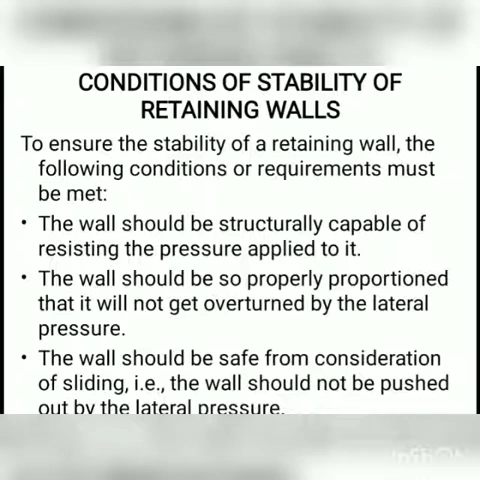 CONDITIONS OF STABILITY OF
RETAINING WALLS
To ensure the stability of a retaining wall, the
following conditions or requirements must
be met:
• The wall should be structurally capable of
resisting the pressure applied to it.
• The wall should be so properly proportioned
that it will not get overturned by the lateral
pressure.
• The wall should be safe from consideration
of sliding, i.e., the wall should not be pushed
out by the lateral pressure.